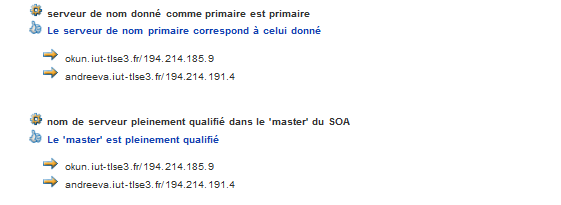 serveur de nom donné comme primaire est primaire
Le serveur de nom primaire correspond à celui donné
okun.iut-tlse3.fr/194.214.185.9
andreeva.iut-tlse3.fr/194.214.191.4
nom de serveur pleinement qualifié dans le 'master' du SOA
Le 'master' est pleinement qualifié
okun.iut-tlse3.fr/194.214.185.9
andreeva.iut-tlse3.fr/194.214.191.4